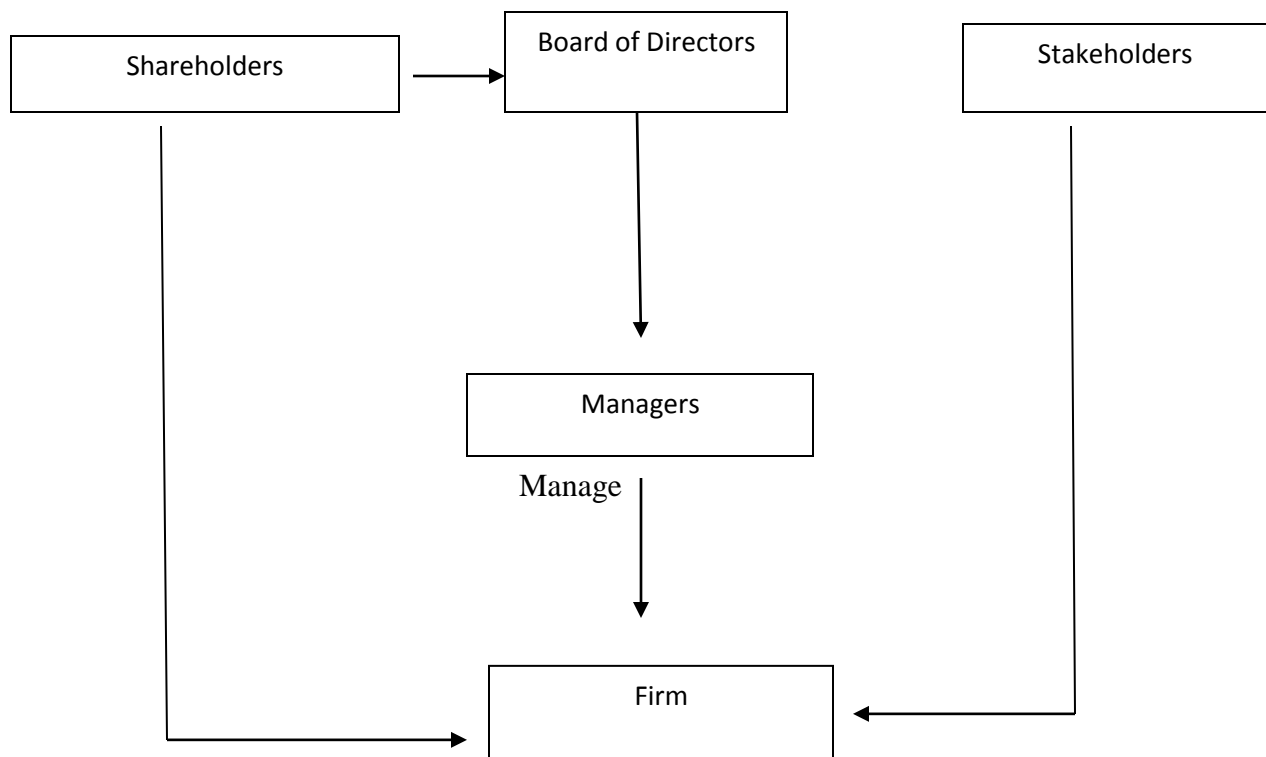 Shareholders
Board of Directors
Stakeholders
Managers
Manage
Firm